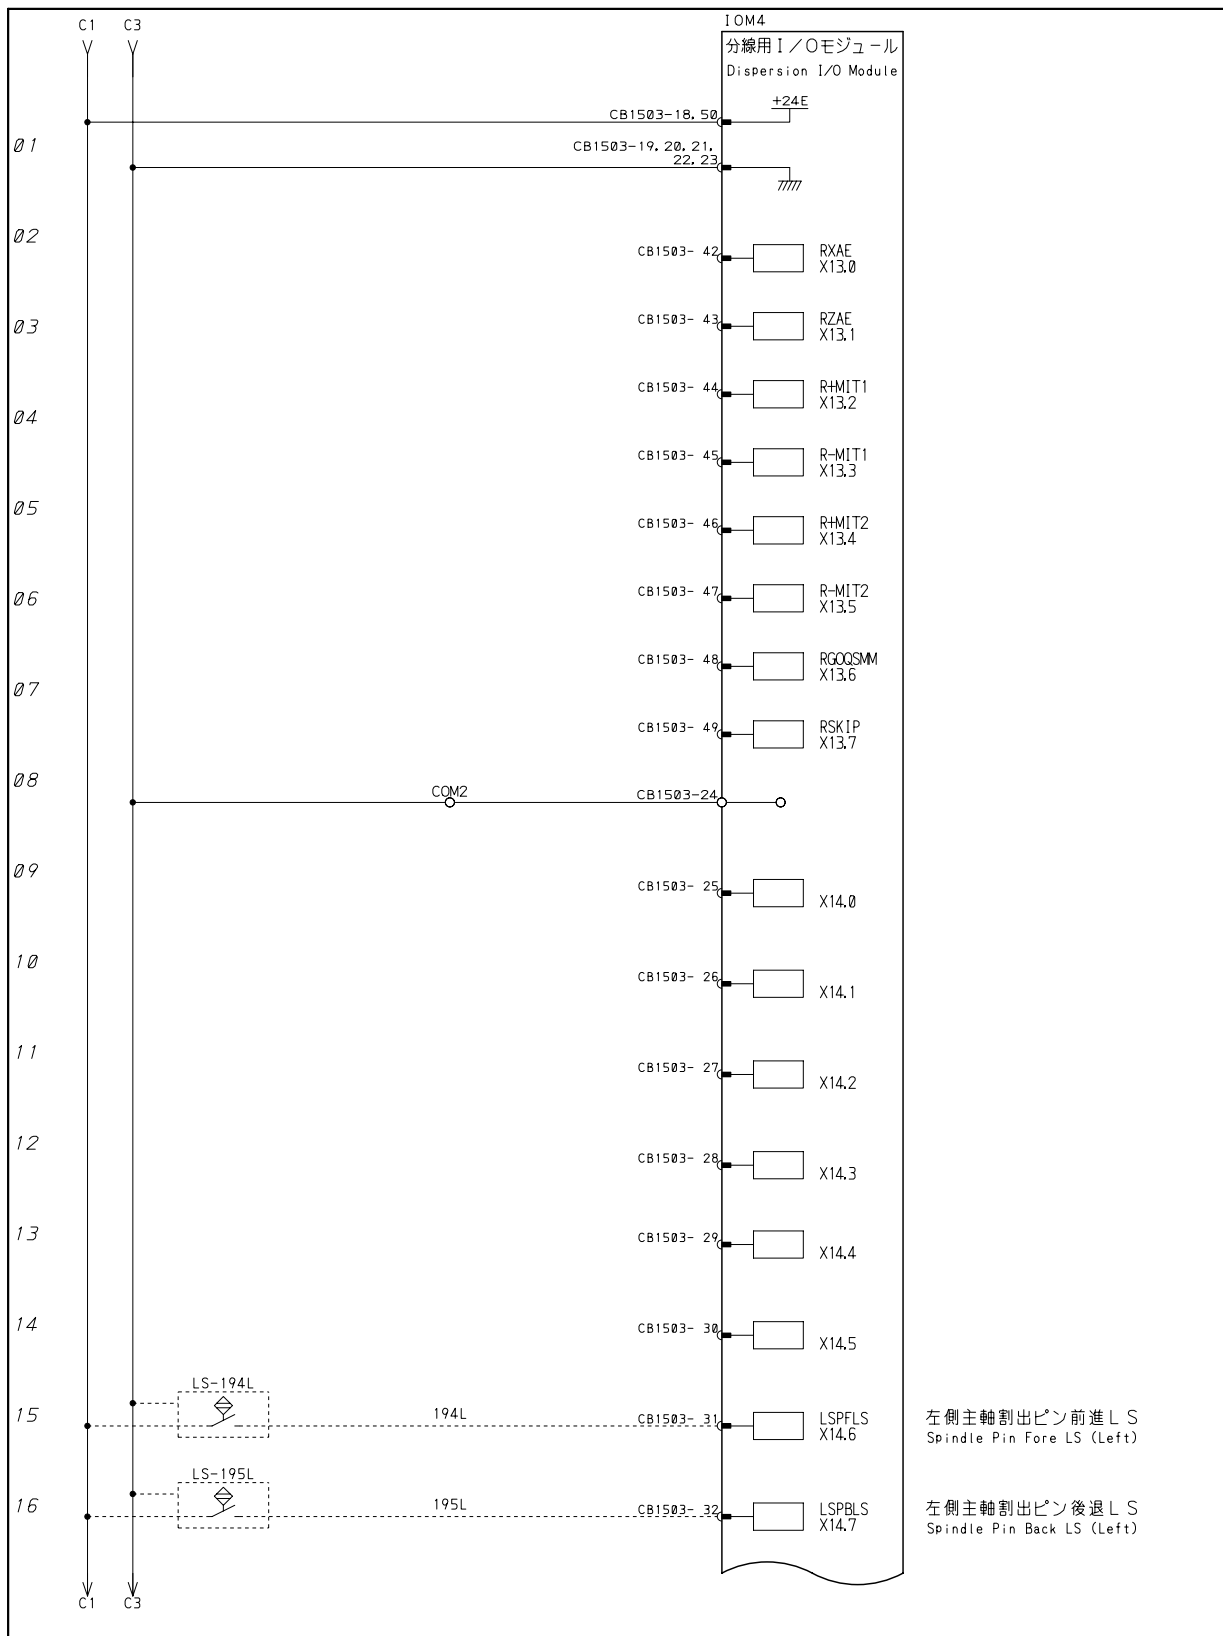 C1 C3
IOM4
分線用I/Oモジュール
Dispersion I/O Module
+24E
CB1503-18.50
01
CB1503-19.20.21.
22.23
02
CB1503- 42
RXAE
X13.0
03
CB1503- 43
RZAE
X13.1
CB1503- 44
R+MIT1
X13.2
04
CB1503- 45
R-MIT1
X13.3
05
CB1503- 46
R+MIT2
X13.4
06
CB1503- 47
R-MIT2
X13.5
CB1503- 48
RGOQSMM
X13.6
07
CB1503- 49
RSKIP
X13.7
08
COM2
CB1503-24
09
CB1503- 25
X14.0
10
CB1503- 26
X14.1
11
CB1503- 27
X14.2
12
CB1503- 28
X14.3
13
CB1503- 29
X14.4
14
CB1503- 30
X14.5
LS-194L
15
194L
CB1503- 31
LSPFLS
X14.6
左側主軸割出ピン前進LS
Spindle Pin Fore LS (Left)
LS-195L
16
195L
CB1503- 32
LSPBLS
X14.7
左側主軸割出ピン後退LS
Spindle Pin Back LS (Left)
C1 C3